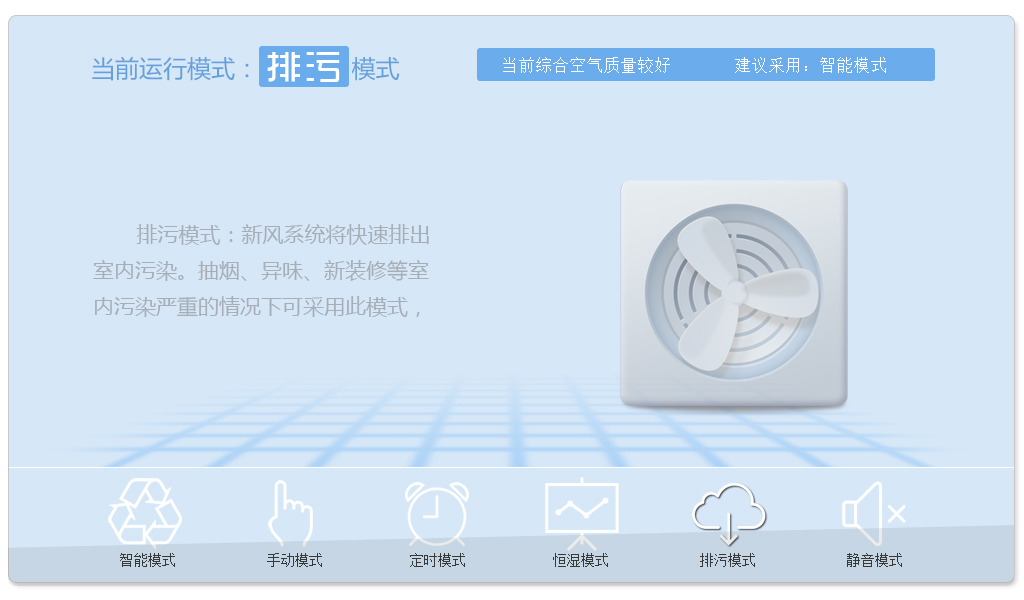 当前运行模式：排污模式
当前综合空气质量较好 建议采用：智能模式
排污模式：新风系统将快速排出
室内污染。抽烟、异味、新装修等室
内污染严重的情况下可采用此模式，
智能模式 手动模式 定时模式 恒湿模式 排污模式 静音模式